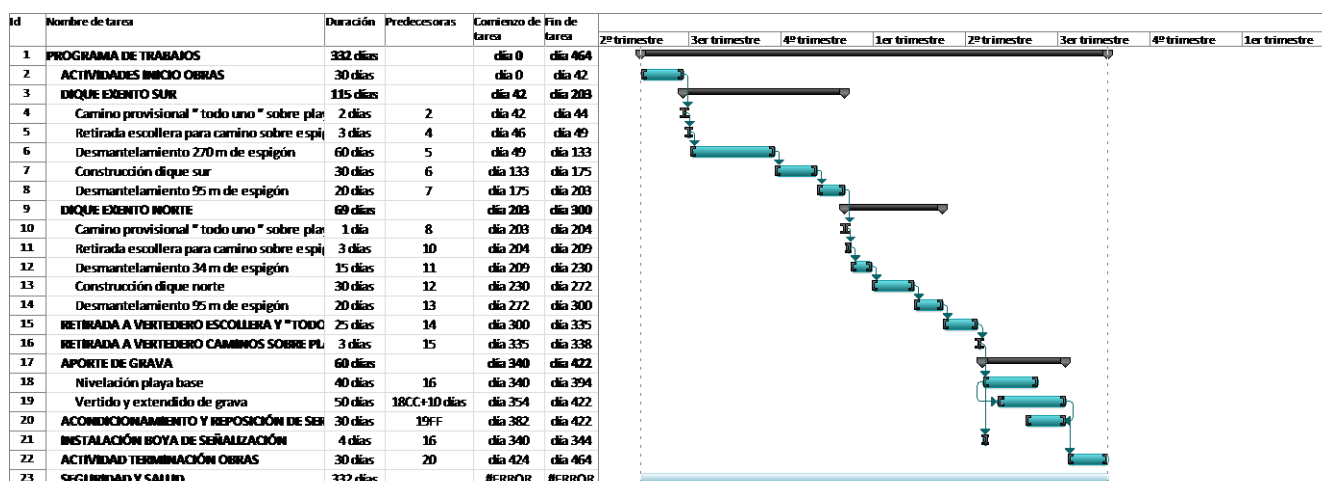 Id Nombre de tarea Duración Predecesoras Comienzo de tarea Fin de tarea
2º trimestre 3er trimestre 4º trimestre 1er trimestre 2º trimestre 3er trimestre 4º trimestre 1er trimestre
1 PROGRAMA DE TRABAJOS 332 días día 0 día 464
2 ACTIVIDADES INICIO OBRAS 30 días día 0 día 42
3 DIQUE EXENTO SUR 115 días día 42 día 203
4 Camino provisional " todo uno " sobre pla 2 días 2 día 42 día 44
5 Retirada escollera para camino sobre espi 3 días 4 día 46 día 49
6 Desmantelamiento 270 m de espigón 60 días 5 día 49 día 133
7 Construcción dique sur 30 días 6 día 133 día 175
8 Desmantelamiento 95 m de espigón 20 días 7 día 175 día 203
9 DIQUE EXENTO NORTE 69 días día 203 día 300
10 Camino provisional " todo uno " sobre pla 1 día 8 día 203 día 204
11 Retirada escollera para camino sobre espi 3 días 10 día 204 día 209
12 Desmantelamiento 34 m de espigón 15 días 11 día 209 día 230
13 Construcción dique norte 30 días 12 día 230 día 272
14 Desmantelamiento 95 m de espigón 20 días 13 día 272 día 300
15 RETIRADA A VERTEDERO ESCOLLERA Y "TODO 25 días 14 día 300 día 335
16 RETIRADA A VERTEDERO CAMINOS SOBRE PL 3 días 15 día 335 día 338
17 APORTE DE GRAVA 60 días día 340 día 422
18 Nivelación playa base 40 días 16 día 340 día 394
19 Vertido y extendido de grava 50 días 18CC+10 días día 354 día 422
20 ACONDICIONAMIENTO Y REPOSICIÓN DE SER 30 días 19FF día 382 día 422
21 INSTALACIÓN BOYA DE SEÑALIZACIÓN 4 días 16 día 340 día 344
22 ACTIVIDAD TERMINACIÓN OBRAS 30 días 20 día 424 día 464
23 SEGURIDAD Y SALUD 332 días #ERROR #ERROR